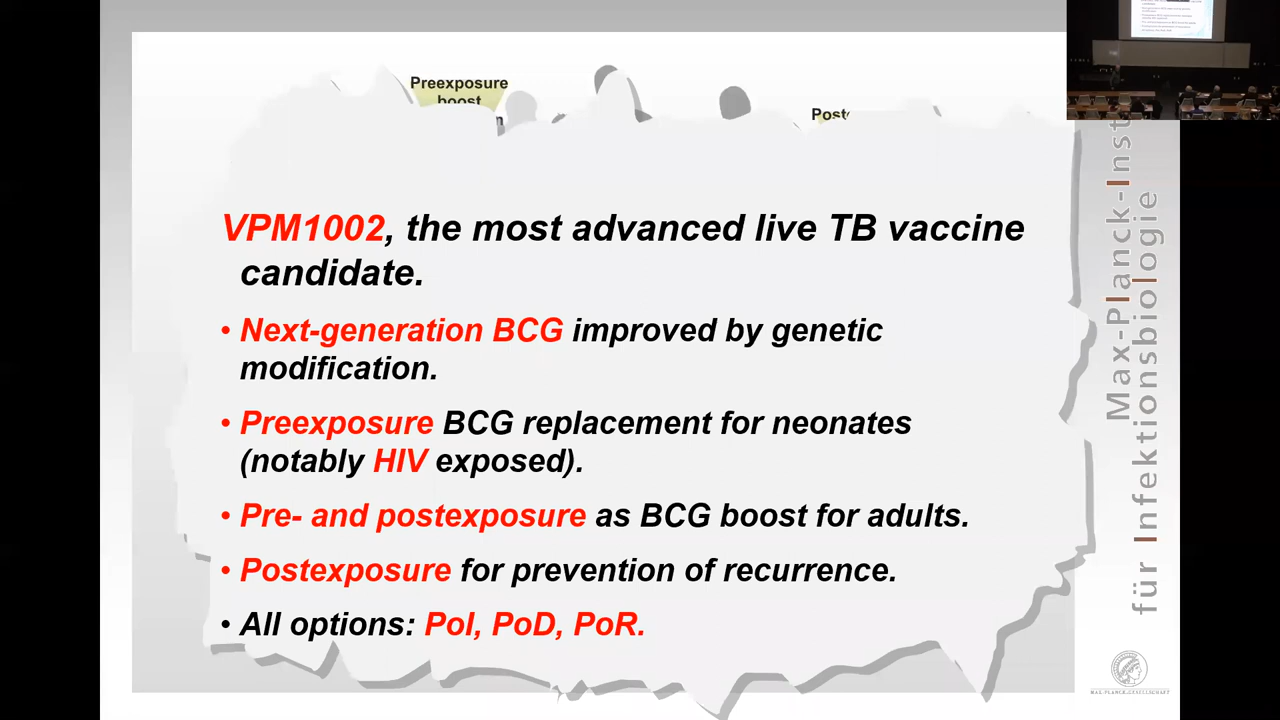 Preexposure
boost
Post
VPM1002, the most advanced live TB vaccine
candidate.
• Next-generation BCG improved by genetic
modification.
• Preexposure BCG replacement for neonates
(notably HIV exposed).
• Pre- and postexposure as BCG boost for adults.
• Postexposure for prevention of recurrence.
• All options: PoI, PoD, PoR.
Max-Planck-Inst
für Infektionsbiologie
MAX-PLANCK-GESELLSCHAFT